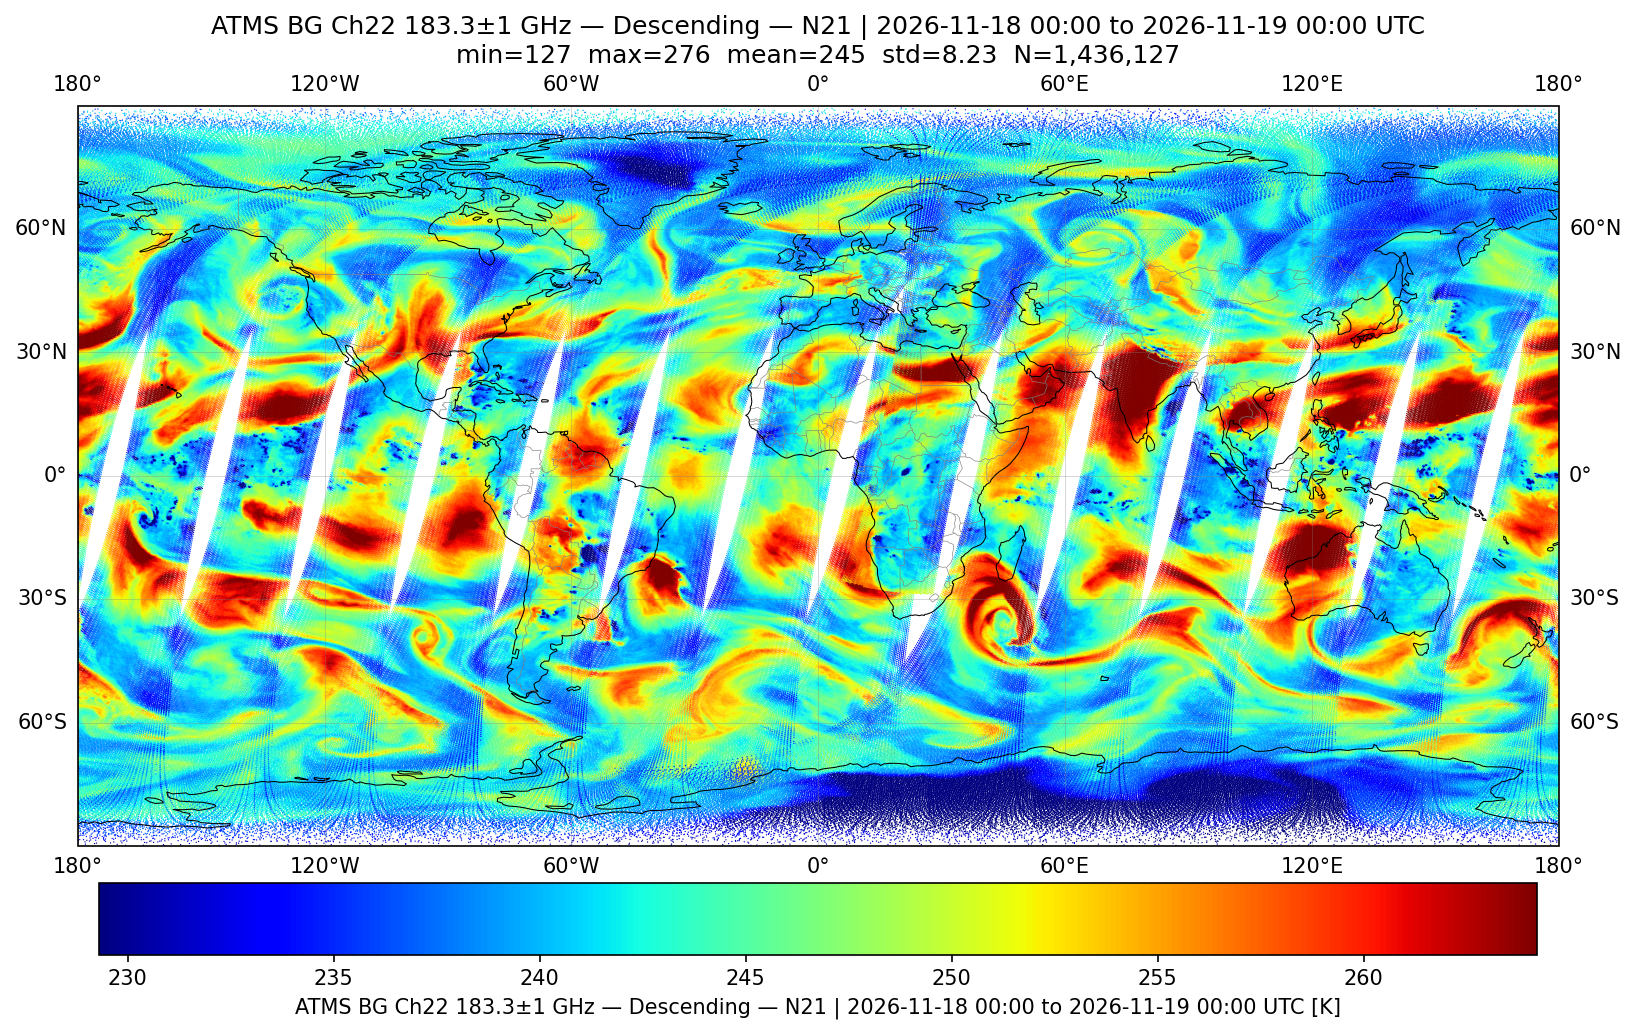 ATMS BG Ch22 183.3±1 GHz — Descending — N21 | 2026-11-18 00:00 to 2026-11-19 00:00 UTC
min=127  max=276  mean=245  std=8.23  N=1,436,127
180° 120°W 60°W 0° 60°E 120°E 180°
60°N 60°N
30°N 30°N
0° 0°
30°S 30°S
60°S 60°S
180° 120°W 60°W 0° 60°E 120°E 180°
230 235 240 245 250 255 260
ATMS BG Ch22 183.3±1 GHz — Descending — N21 | 2026-11-18 00:00 to 2026-11-19 00:00 UTC [K]